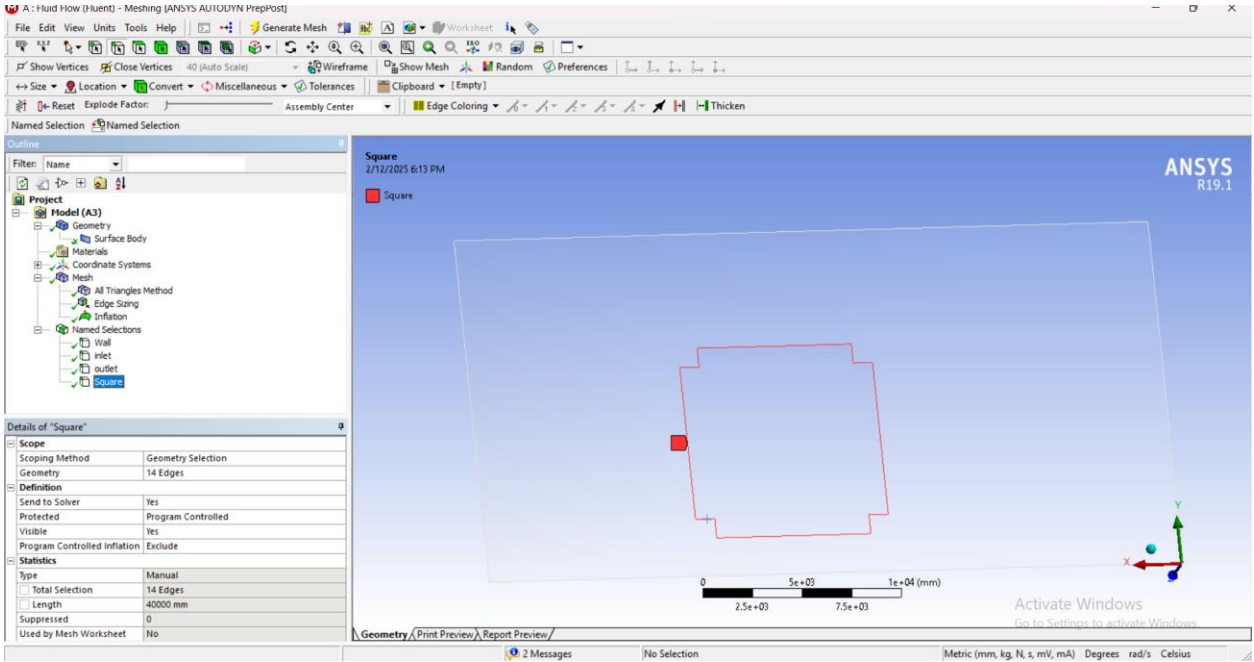 A : Fluid Flow (Fluent) - Meshing [ANSYS AUTODYN PrepPost]
File Edit View Units Tools Help Generate Mesh Worksheet
Show Vertices Close Vertices 40 (Auto Scale) Wireframe Show Mesh Random Preferences
Size Location Convert Miscellaneous Tolerances Clipboard [Empty]
Reset Explode Factor: Assembly Center Edge Coloring Thicken
Named Selection Named Selection
Outline
Filter: Name
Project
Model (A3)
Geometry
Surface Body
Materials
Coordinate Systems
Mesh
All Triangles Method
Edge Sizing
Inflation
Named Selections
Wall
inlet
outlet
Square
Details of "Square"
Scope
Scoping Method Geometry Selection
Geometry 14 Edges
Definition
Send to Solver Yes
Protected Program Controlled
Visible Yes
Program Controlled Inflation Exclude
Statistics
Type Manual
Total Selection 14 Edges
Length 40000 mm
Suppressed 0
Used by Mesh Worksheet No
Square
2/12/2025 6:13 PM
Square
ANSYS
R19.1
Y
X
0 5e+03 1e+04 (mm)
2.5e+03 7.5e+03
Activate Windows
Go to Settings to activate Windows.
Geometry Print Preview Report Preview
2 Messages No Selection Metric (mm, kg, N, s, mV, mA) Degrees rad/s Celsius